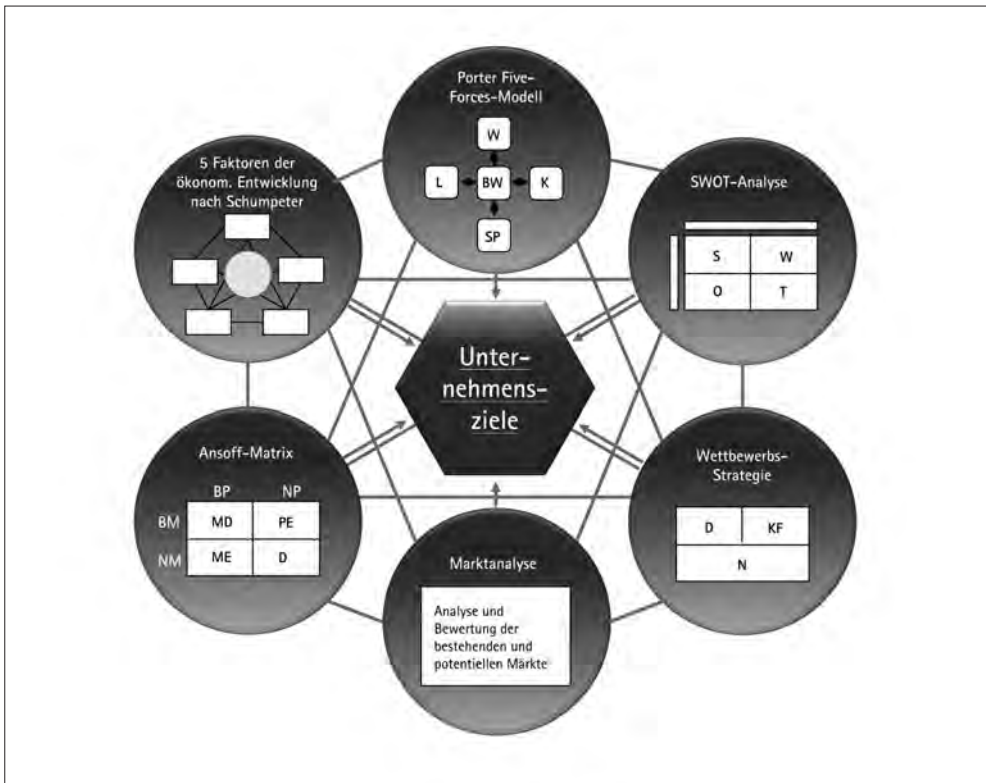 Porter Five-
Forces-Modell
W
L
BW
K
SP
5 Faktoren der
ökonom. Entwicklung
nach Schumpeter
SWOT-Analyse
S
W
O
T
Unter-
nehmens-
ziele
Ansoff-Matrix
BP
NP
BM
MD
PE
NM
ME
D
Wettbewerbs-
Strategie
D
KF
N
Marktanalyse
Analyse und
Bewertung der
bestehenden und
potentiellen Märkte